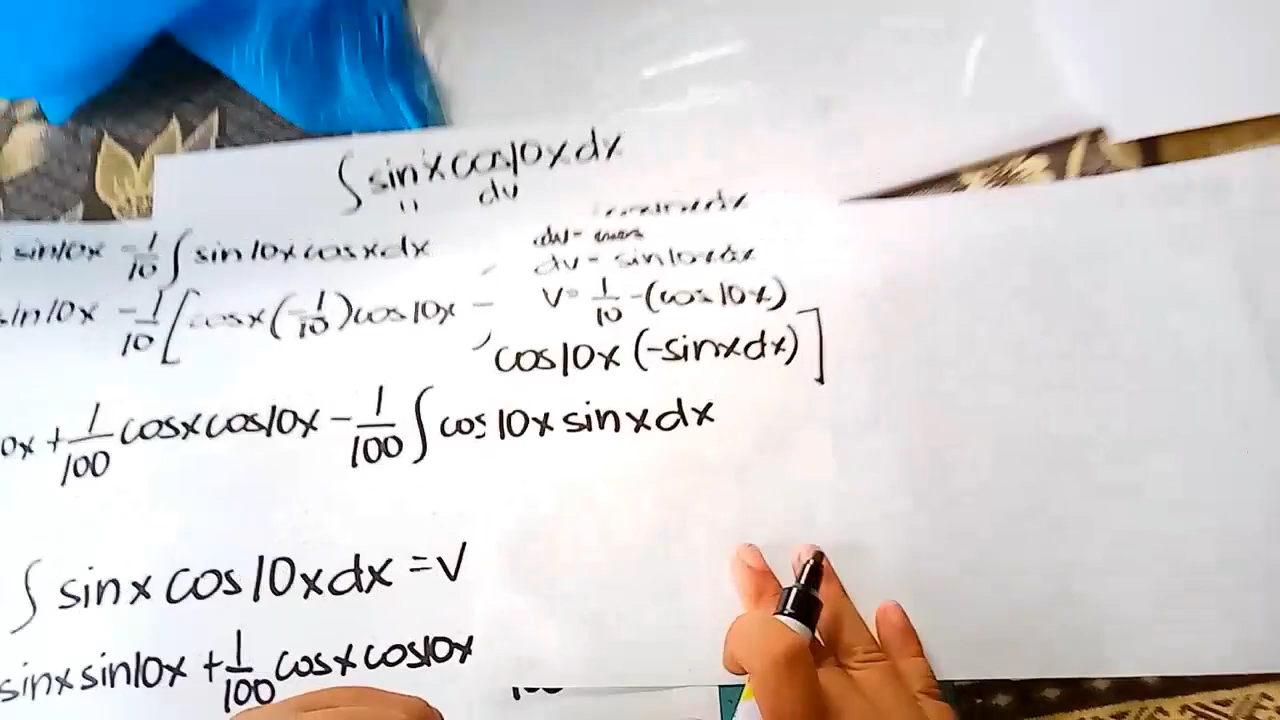 ∫ sinx cos10x dx
dv
sin10x -1/10 ∫ sin10x cosx dx
dv = sin10x dx
sin10x -1/10 [ cosx (-1/10) cos10x -
v = 1/10 -(cos10x)
cos10x (-sinx dx) ]
0x + 1/100 cosx cos10x - 1/100 ∫ cos10x sinx dx
∫ sinx cos10x dx = V
sinx sin10x + 1/100 cosx cos10x